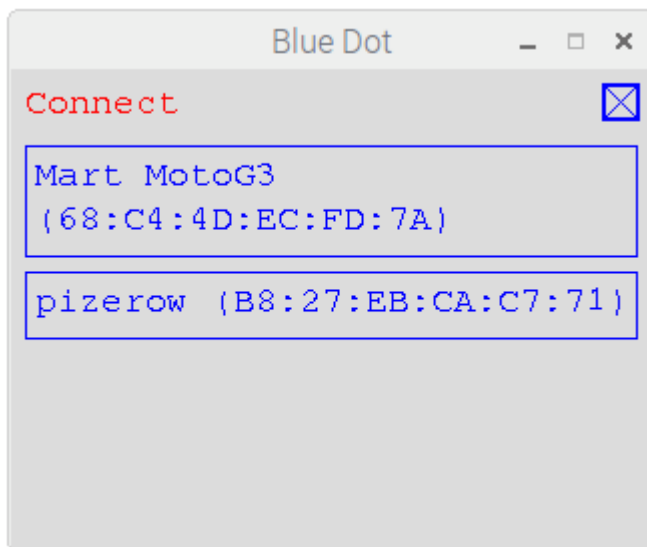 Blue Dot
Connect
Mart MotoG3
(68:C4:4D:EC:FD:7A)
pizerow (B8:27:EB:CA:C7:71)